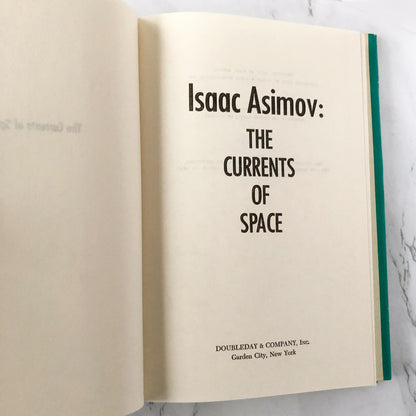 Isaac Asimov:
THE
CURRENTS
OF
SPACE
DOUBLEDAY & COMPANY, Inc.
Garden City, New York